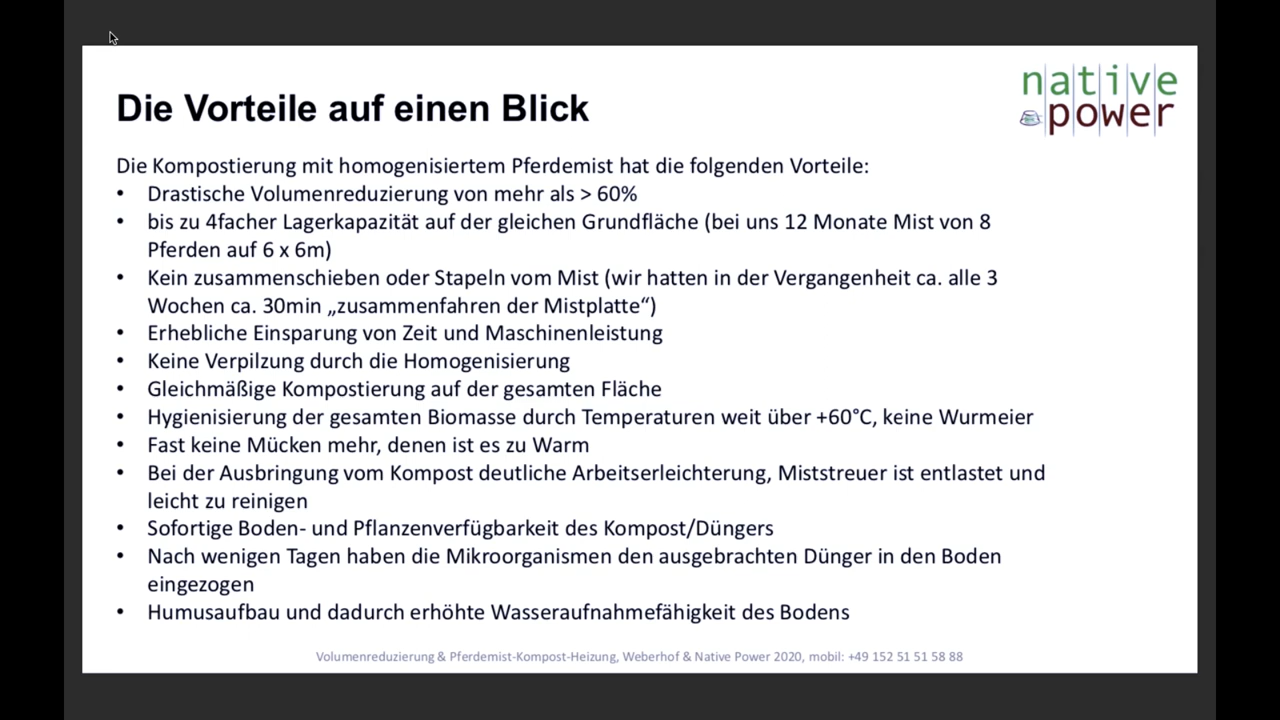 native
power
Die Vorteile auf einen Blick
Die Kompostierung mit homogenisiertem Pferdemist hat die folgenden Vorteile:
• Drastische Volumenreduzierung von mehr als > 60%
• bis zu 4facher Lagerkapazität auf der gleichen Grundfläche (bei uns 12 Monate Mist von 8
Pferden auf 6 x 6m)
• Kein zusammenschieben oder Stapeln vom Mist (wir hatten in der Vergangenheit ca. alle 3
Wochen ca. 30min „zusammenfahren der Mistplatte“)
• Erhebliche Einsparung von Zeit und Maschinenleistung
• Keine Verpilzung durch die Homogenisierung
• Gleichmäßige Kompostierung auf der gesamten Fläche
• Hygienisierung der gesamten Biomasse durch Temperaturen weit über +60°C, keine Wurmeier
• Fast keine Mücken mehr, denen ist es zu Warm
• Bei der Ausbringung vom Kompost deutliche Arbeitserleichterung, Miststreuer ist entlastet und
leicht zu reinigen
• Sofortige Boden- und Pflanzenverfügbarkeit des Kompost/Düngers
• Nach wenigen Tagen haben die Mikroorganismen den ausgebrachten Dünger in den Boden
eingezogen
• Humusaufbau und dadurch erhöhte Wasseraufnahmefähigkeit des Bodens
Volumenreduzierung & Pferdemist-Kompost-Heizung, Weberhof & Native Power 2020, mobil: +49 152 51 51 58 88